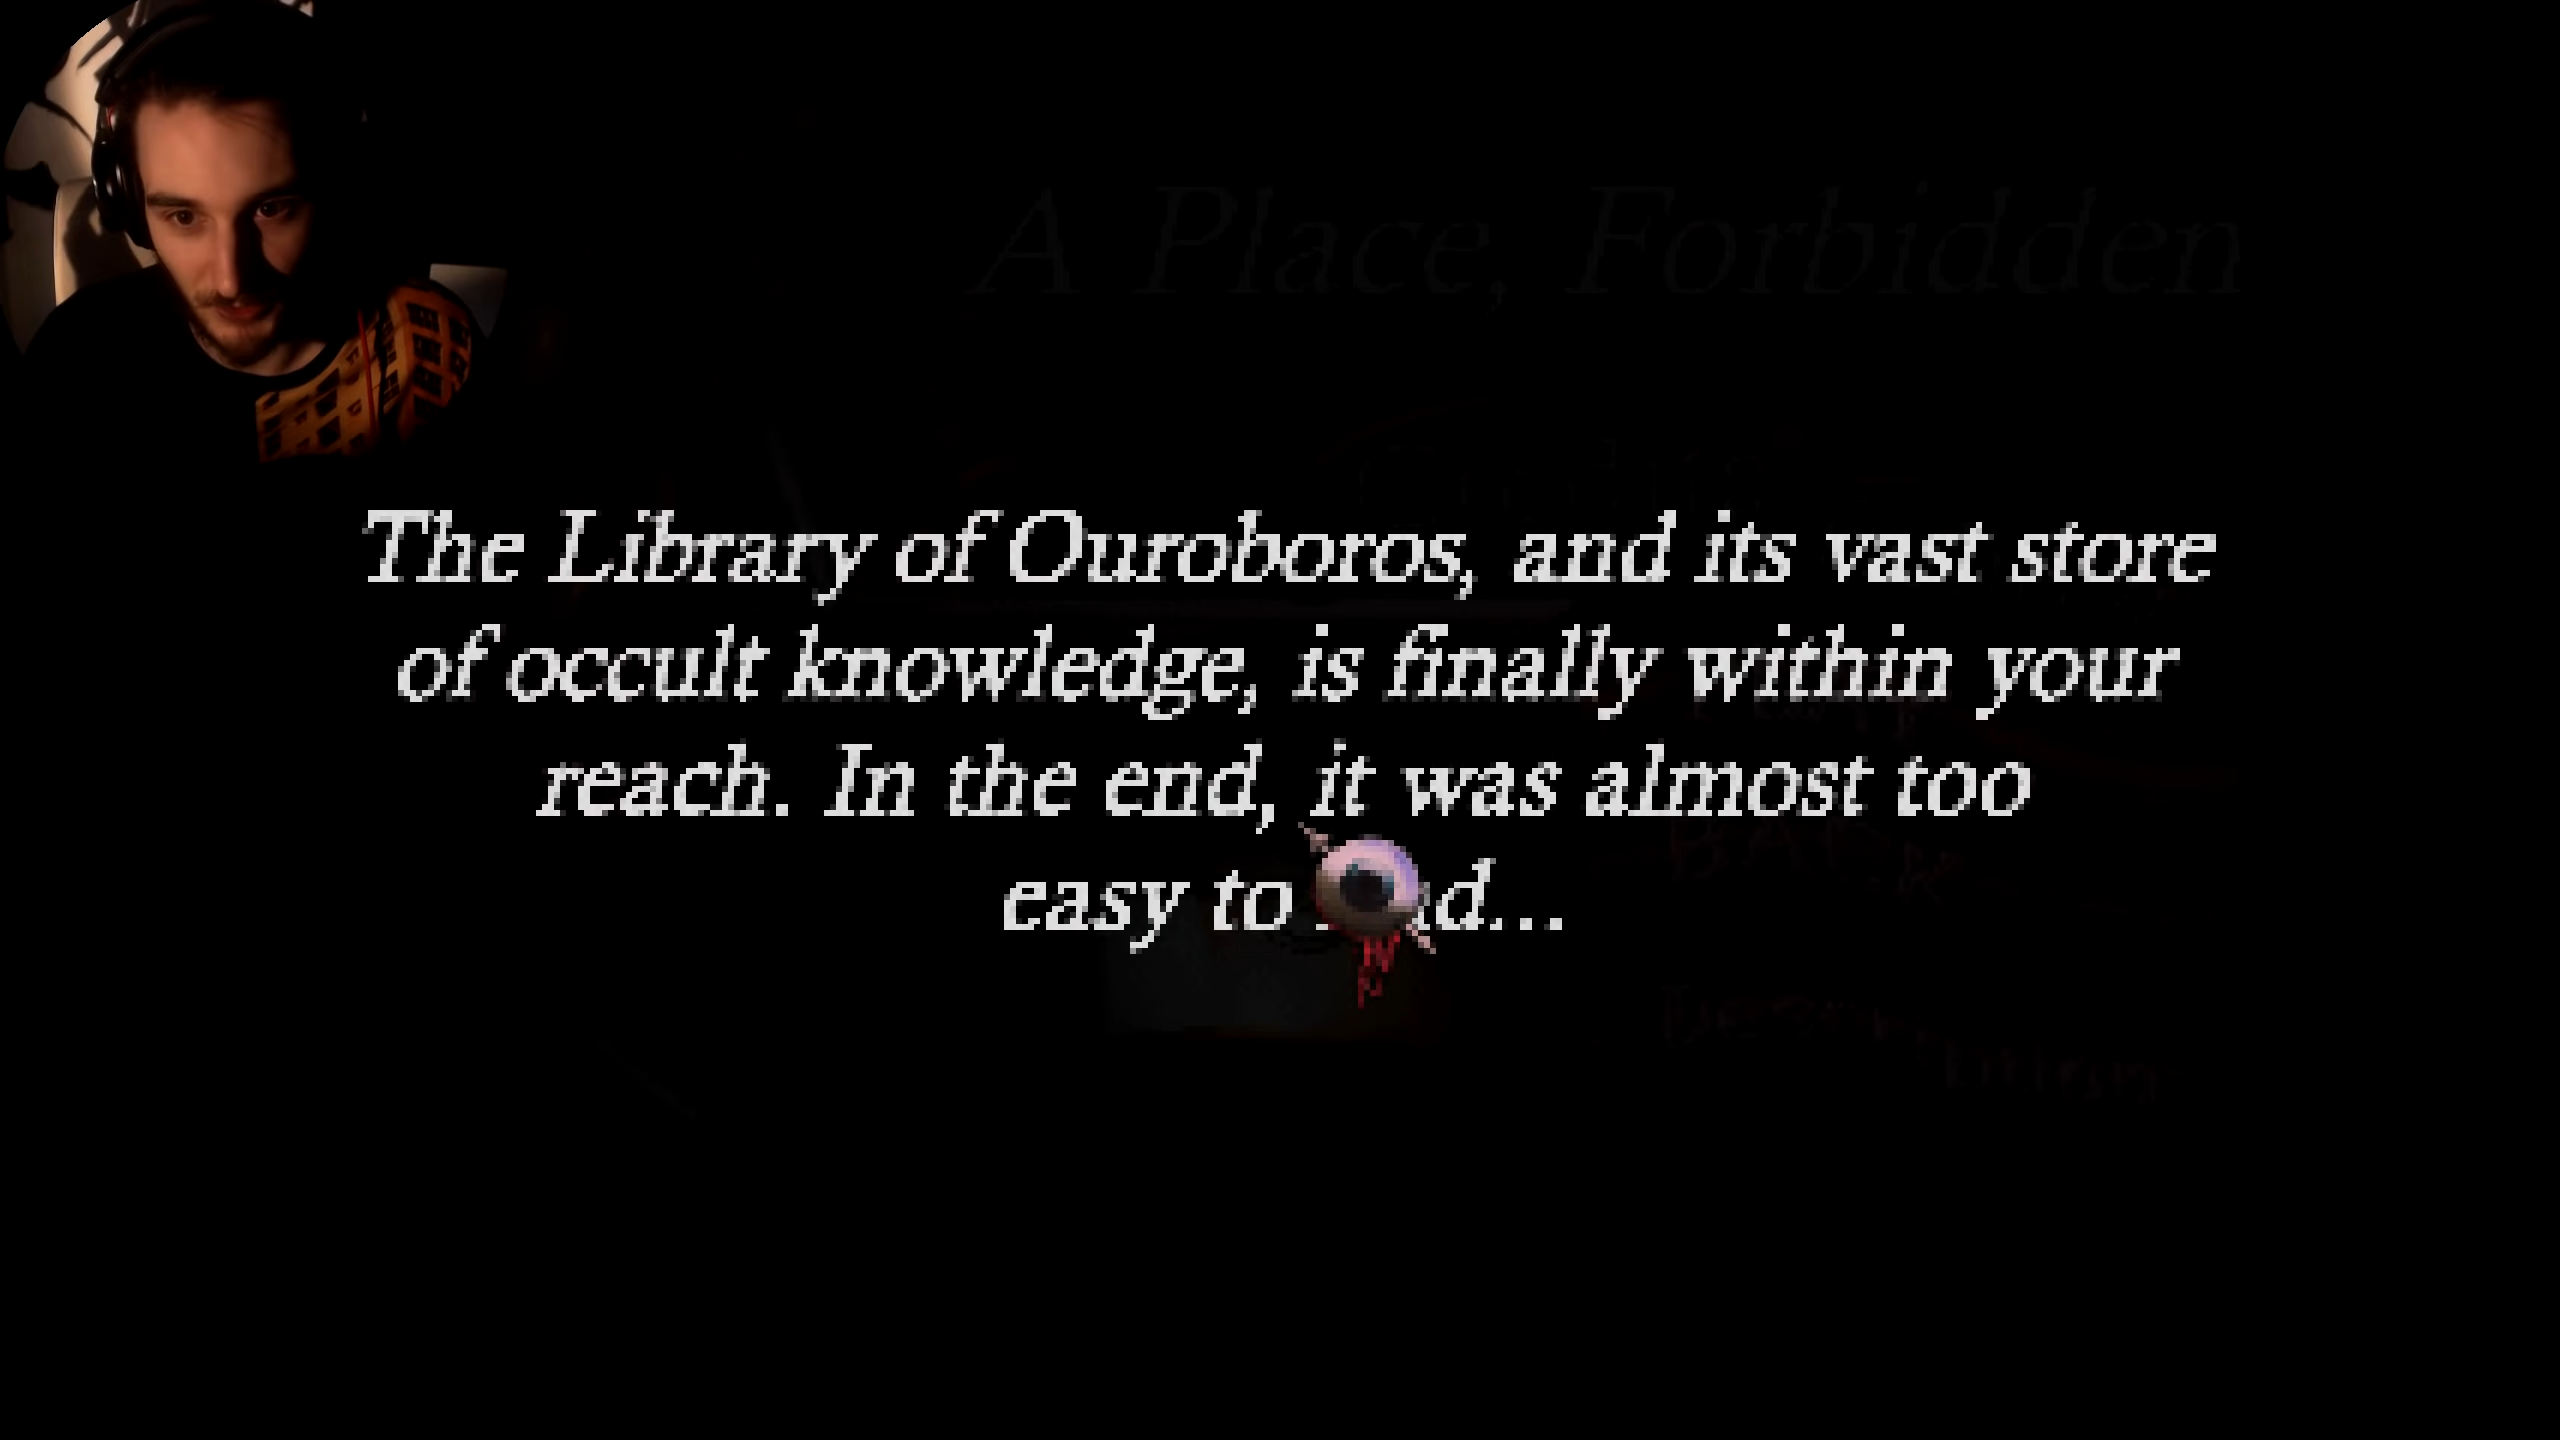 A Place, Forbidden
The Library of Ouroboros, and its vast store
of occult knowledge, is finally within your
reach. In the end, it was almost too
easy to